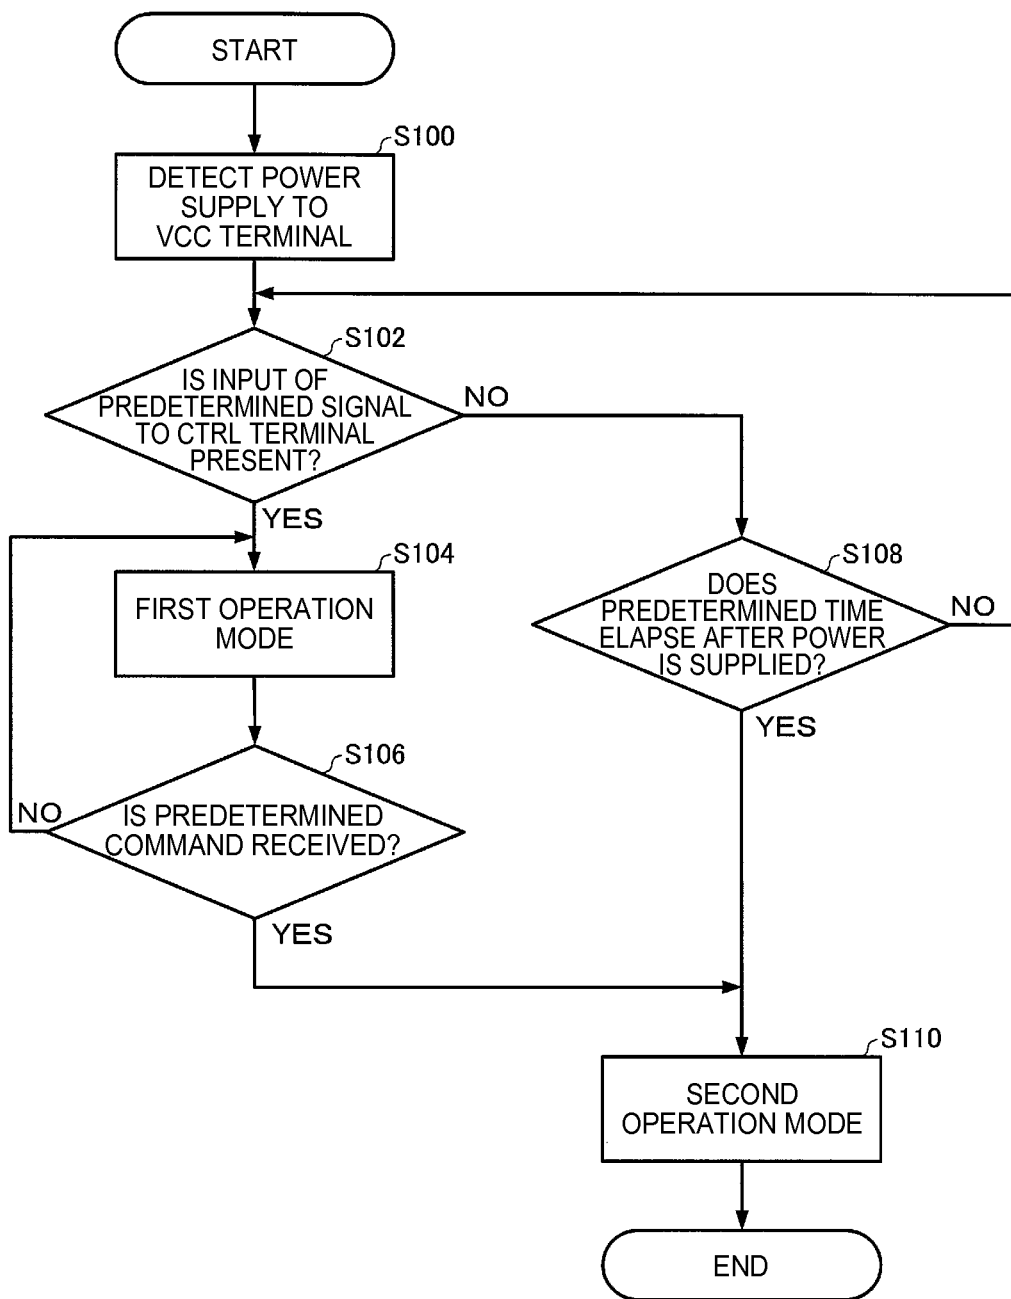 START
S100
DETECT POWER
SUPPLY TO
VCC TERMINAL
S102
IS INPUT OF
PREDETERMINED SIGNAL
TO CTRL TERMINAL
PRESENT?
NO
YES
S104
FIRST OPERATION
MODE
S108
DOES
PREDETERMINED TIME
ELAPSE AFTER POWER
IS SUPPLIED?
NO
YES
S106
IS PREDETERMINED
COMMAND RECEIVED?
NO
YES
S110
SECOND
OPERATION MODE
END